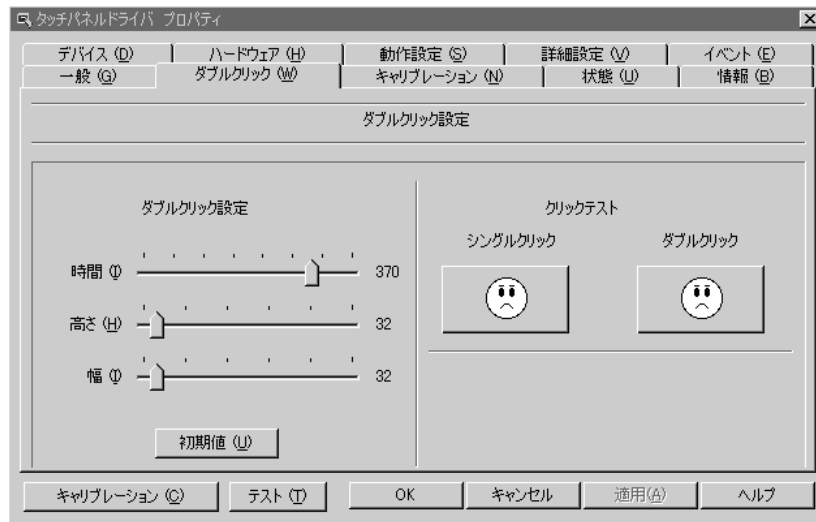 タッチパネルドライバ プロパティ
デバイス (D) ハードウェア (H) 動作設定 (S) 詳細設定 (V) イベント (E)
一般 (G) ダブルクリック (W) キャリブレーション (N) 状態 (U) 情報 (B)
ダブルクリック設定
ダブルクリック設定
時間 (I) 370
高さ (H) 32
幅 (I) 32
初期値 (U)
クリックテスト
シングルクリック ダブルクリック
キャリブレーション (C) テスト (T) OK キャンセル 適用(A) ヘルプ